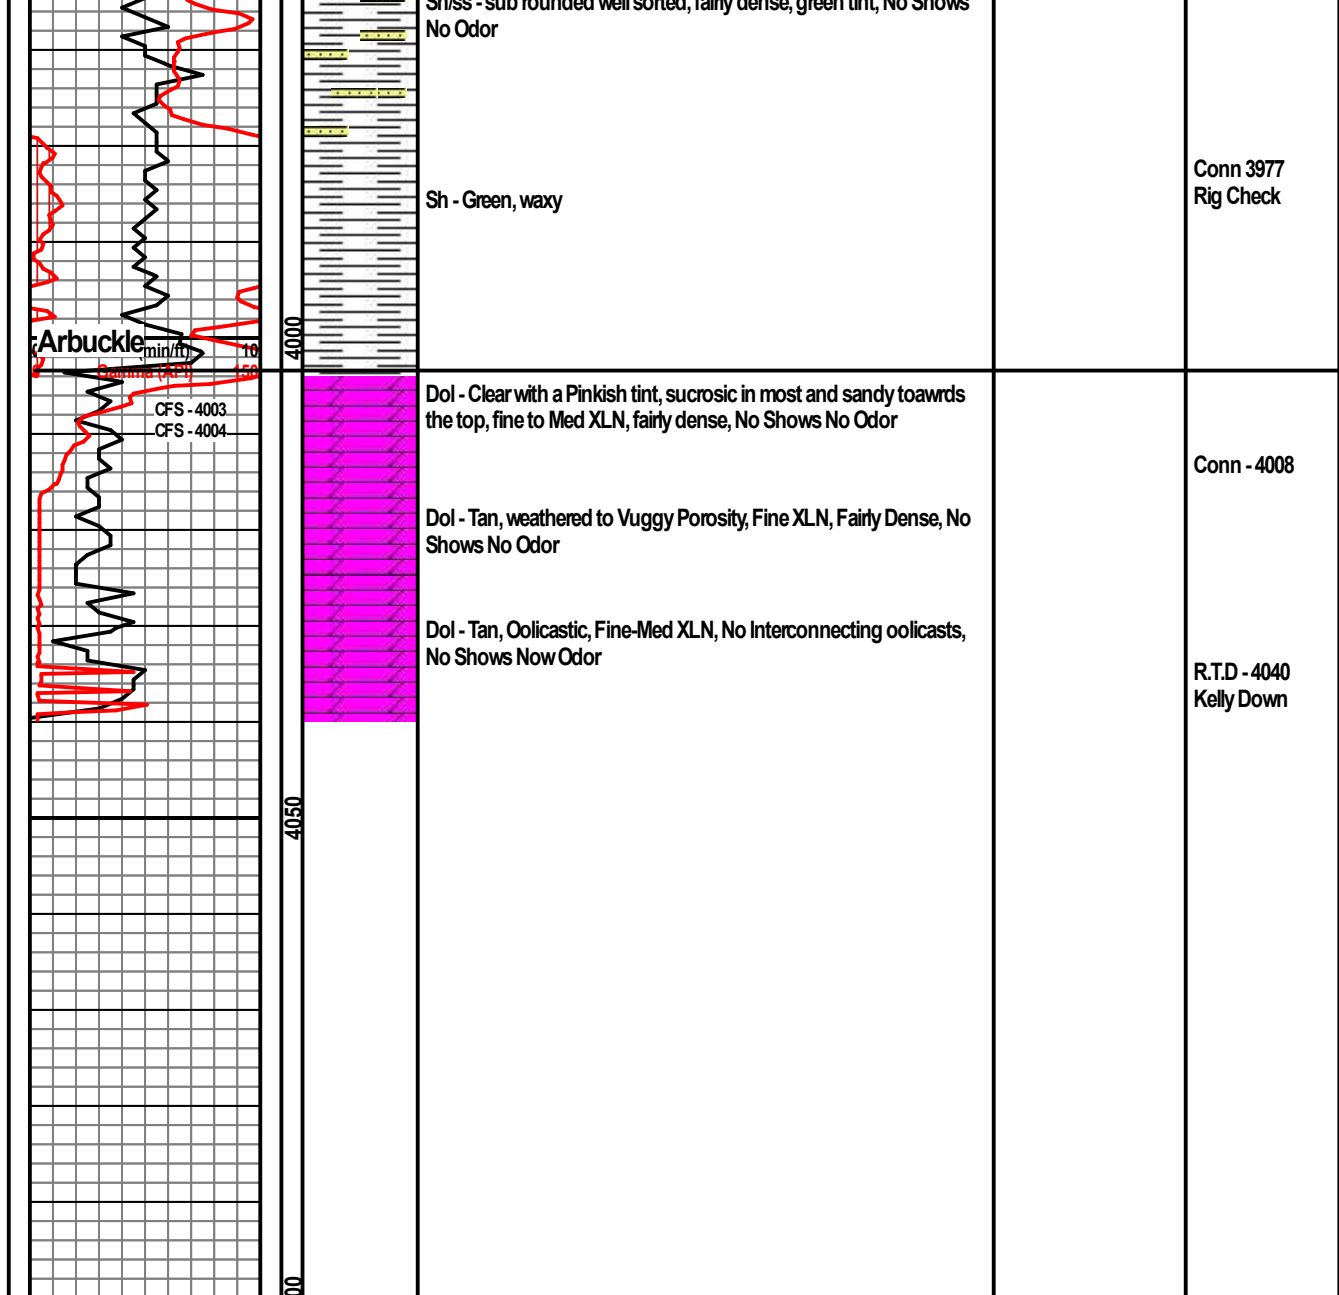 Sh/ss - sub rounded well sorted, fairly dense, green tint, No Shows
No Odor
Conn 3977
Rig Check
Sh - Green, waxy
4000
Arbuckle
min/ft) 10
Gamma (API) 150
Dol - Clear with a Pinkish tint, sucrosic in most and sandy toawrds
the top, fine to Med XLN, fairly dense, No Shows No Odor
CFS - 4003
CFS - 4004
Conn - 4008
Dol - Tan, weathered to Vuggy Porosity, Fine XLN, Fairly Dense, No
Shows No Odor
Dol - Tan, Oolicastic, Fine-Med XLN, No Interconnecting oolicasts,
No Shows Now Odor
R.T.D - 4040
Kelly Down
4050
00